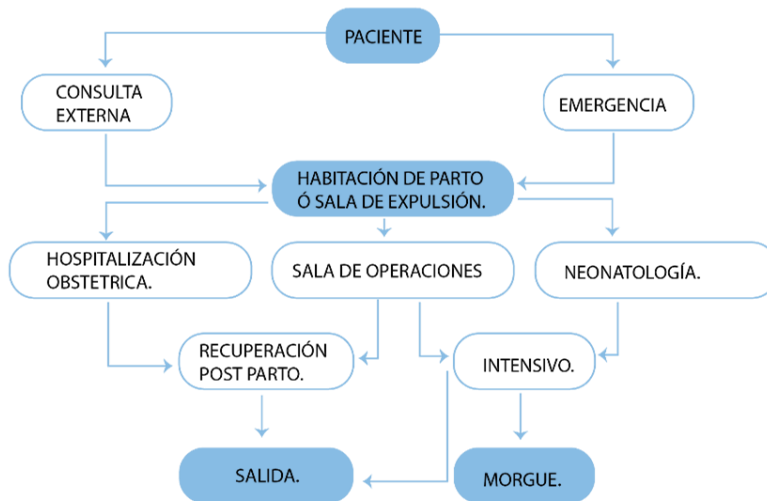 PACIENTE
CONSULTA
EXTERNA
EMERGENCIA
HABITACIÓN DE PARTO
Ó SALA DE EXPULSIÓN.
HOSPITALIZACIÓN
OBSTETRICA.
SALA DE OPERACIONES
NEONATOLOGÍA.
RECUPERACIÓN
POST PARTO.
INTENSIVO.
SALIDA.
MORGUE.